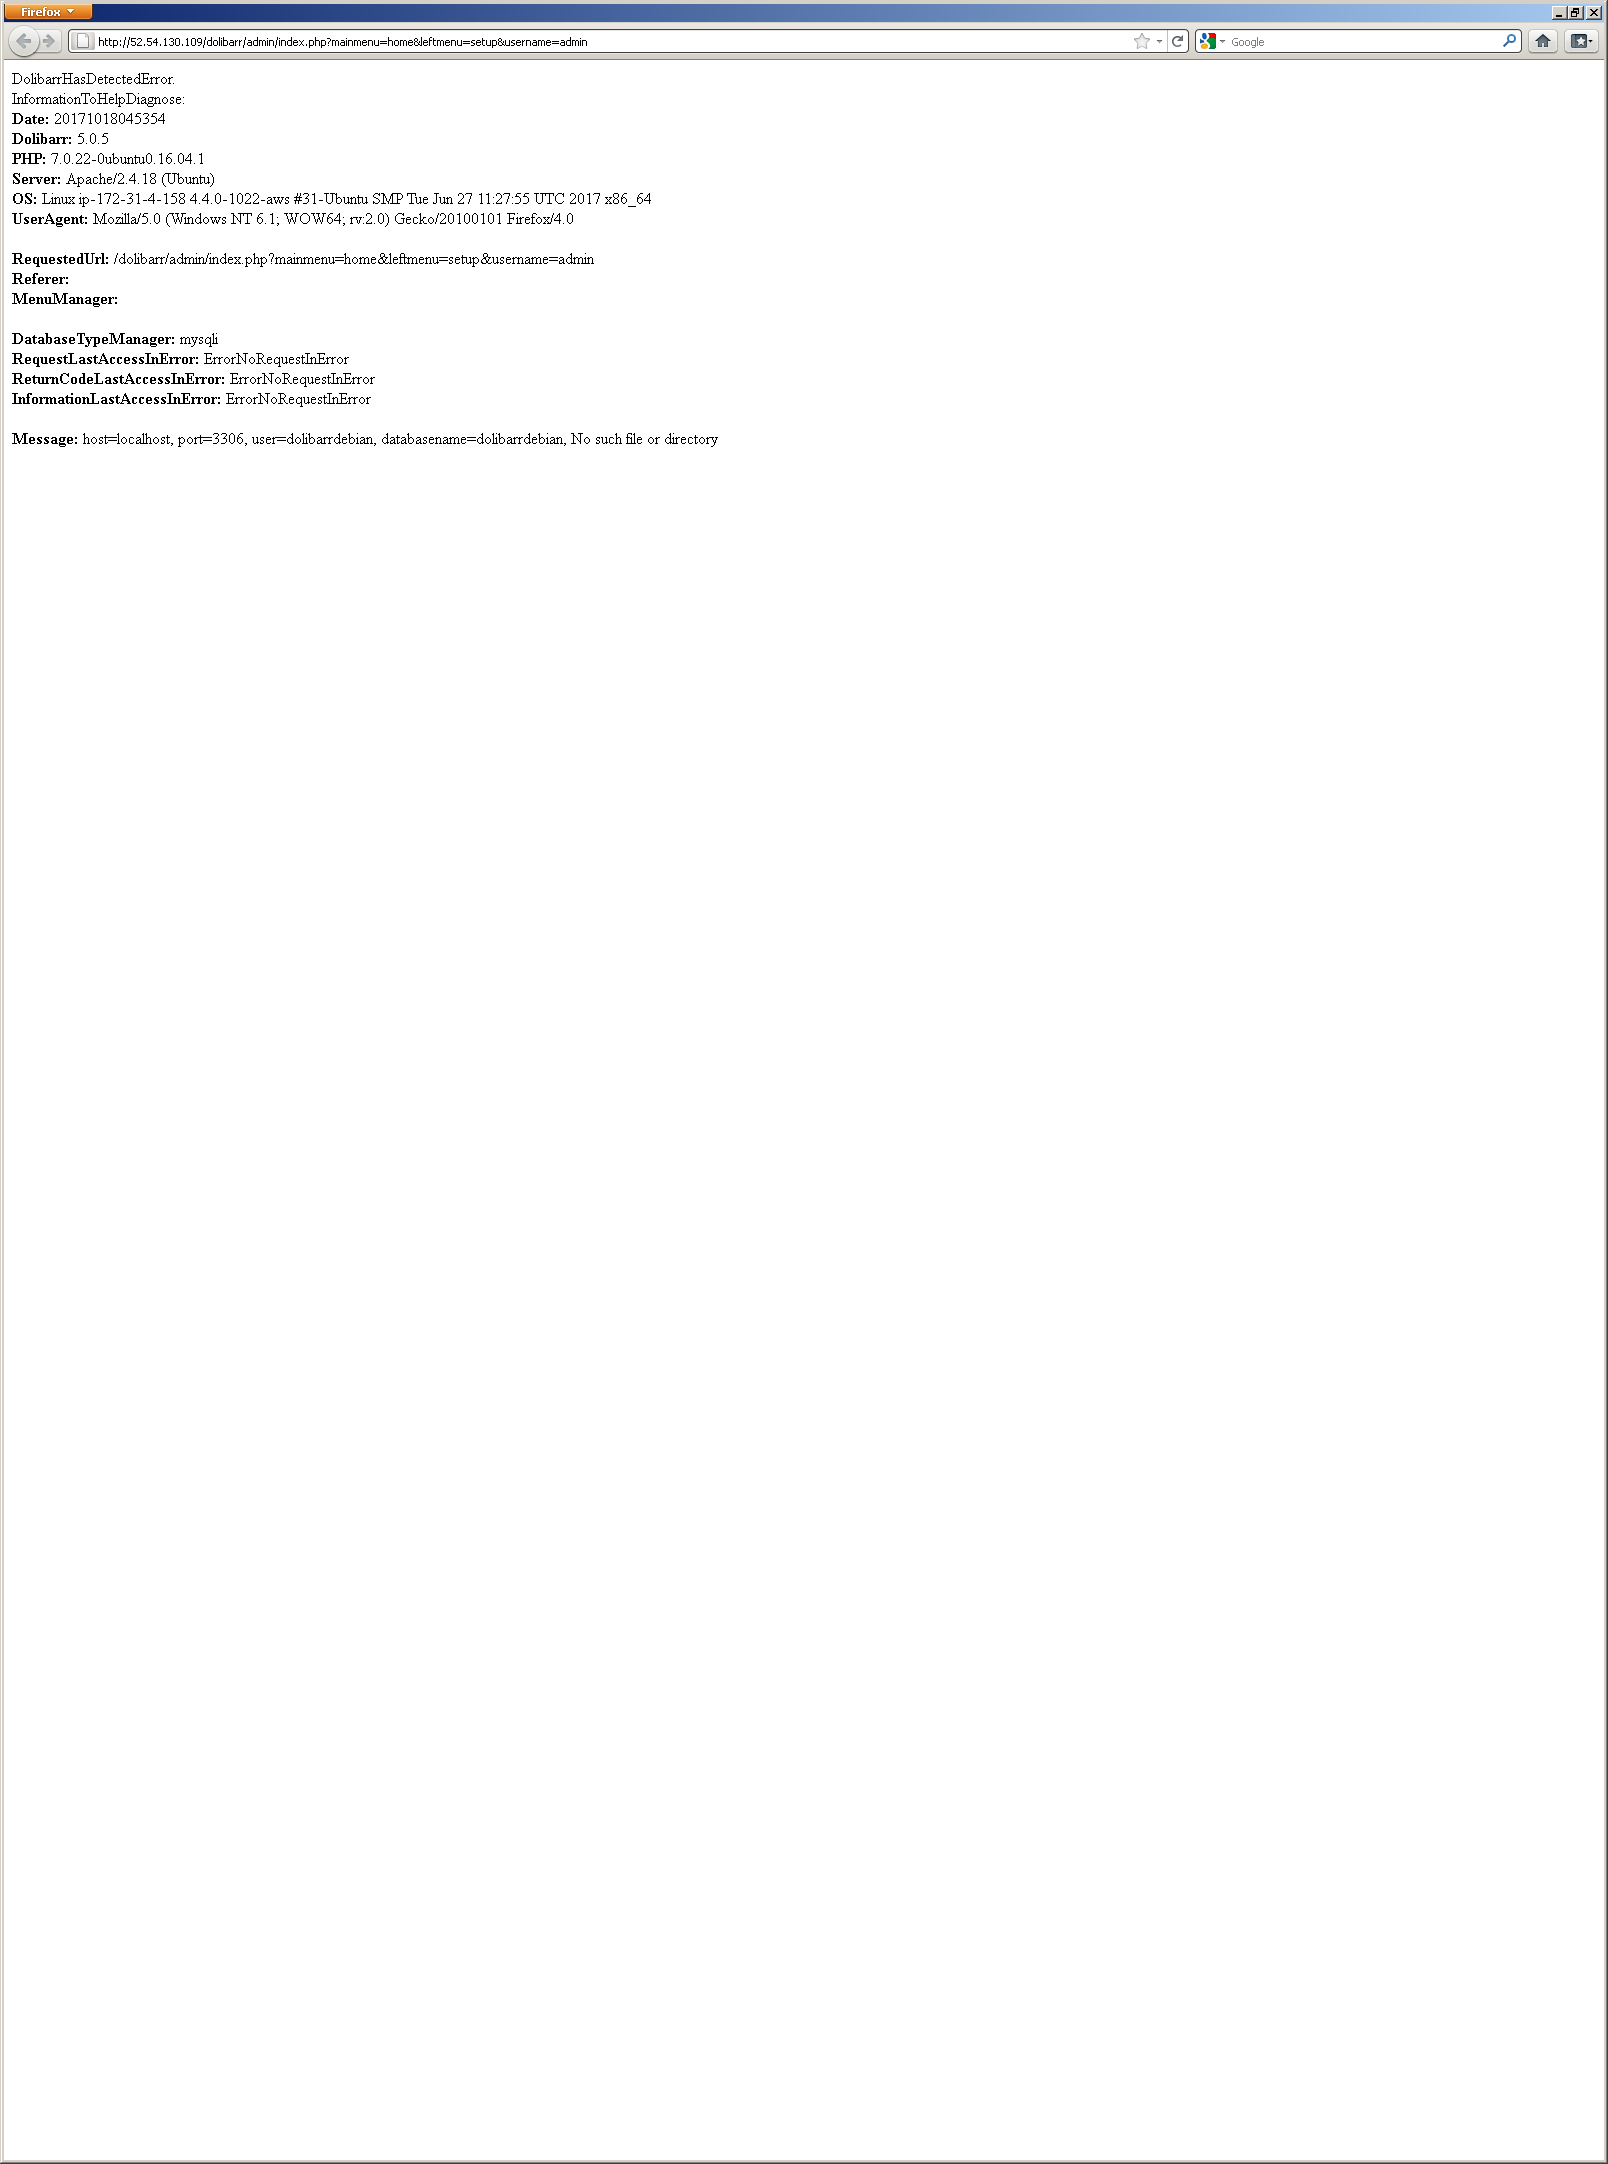 Firefox
http://52.54.130.109/dolibarr/admin/index.php?mainmenu=home&leftmenu=setup&username=admin
Google
DolibarrHasDetectedError.
InformationToHelpDiagnose:
Date: 20171018045354
Dolibarr: 5.0.5
PHP: 7.0.22-0ubuntu0.16.04.1
Server: Apache/2.4.18 (Ubuntu)
OS: Linux ip-172-31-4-158 4.4.0-1022-aws #31-Ubuntu SMP Tue Jun 27 11:27:55 UTC 2017 x86_64
UserAgent: Mozilla/5.0 (Windows NT 6.1; WOW64; rv:2.0) Gecko/20100101 Firefox/4.0
RequestedUrl: /dolibarr/admin/index.php?mainmenu=home&leftmenu=setup&username=admin
Referer:
MenuManager:
DatabaseTypeManager: mysqli
RequestLastAccessInError: ErrorNoRequestInError
ReturnCodeLastAccessInError: ErrorNoRequestInError
InformationLastAccessInError: ErrorNoRequestInError
Message: host=localhost, port=3306, user=dolibarrdebian, databasename=dolibarrdebian, No such file or directory